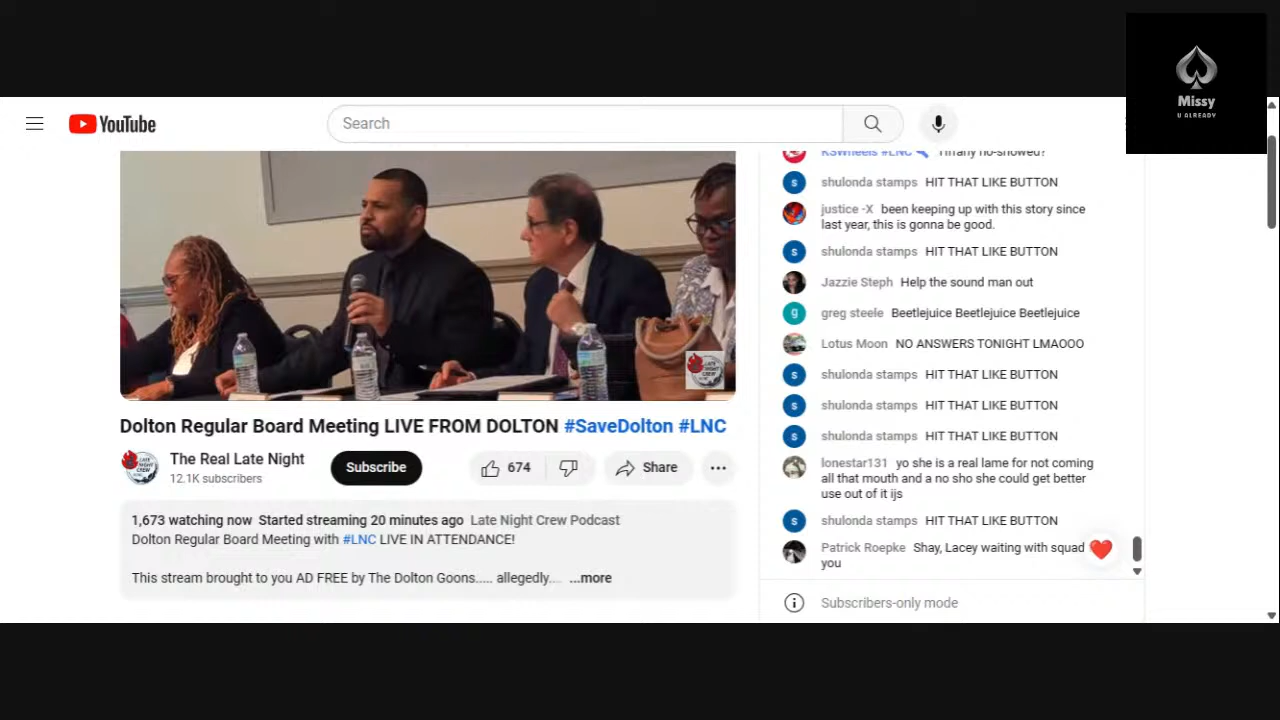 Missy
U ALREADY
YouTube
Search
KSWheels #LNC Tiffany no-showed?
shulonda stamps HIT THAT LIKE BUTTON
justice -X been keeping up with this story since
last year, this is gonna be good.
shulonda stamps HIT THAT LIKE BUTTON
Jazzie Steph Help the sound man out
g greg steele Beetlejuice Beetlejuice Beetlejuice
Lotus Moon NO ANSWERS TONIGHT LMAOOO
s shulonda stamps HIT THAT LIKE BUTTON
s shulonda stamps HIT THAT LIKE BUTTON
s shulonda stamps HIT THAT LIKE BUTTON
lonestar131 yo she is a real lame for not coming
all that mouth and a no sho she could get better
use out of it ijs
s shulonda stamps HIT THAT LIKE BUTTON
Patrick Roepke Shay, Lacey waiting with squad
you
Subscribers-only mode
LATE
NIGHT
CREW
Dolton Regular Board Meeting LIVE FROM DOLTON #SaveDolton #LNC
The Real Late Night
12.1K subscribers
Subscribe
674
Share
1,673 watching now Started streaming 20 minutes ago Late Night Crew Podcast
Dolton Regular Board Meeting with #LNC LIVE IN ATTENDANCE!
This stream brought to you AD FREE by The Dolton Goons..... allegedly.... ...more